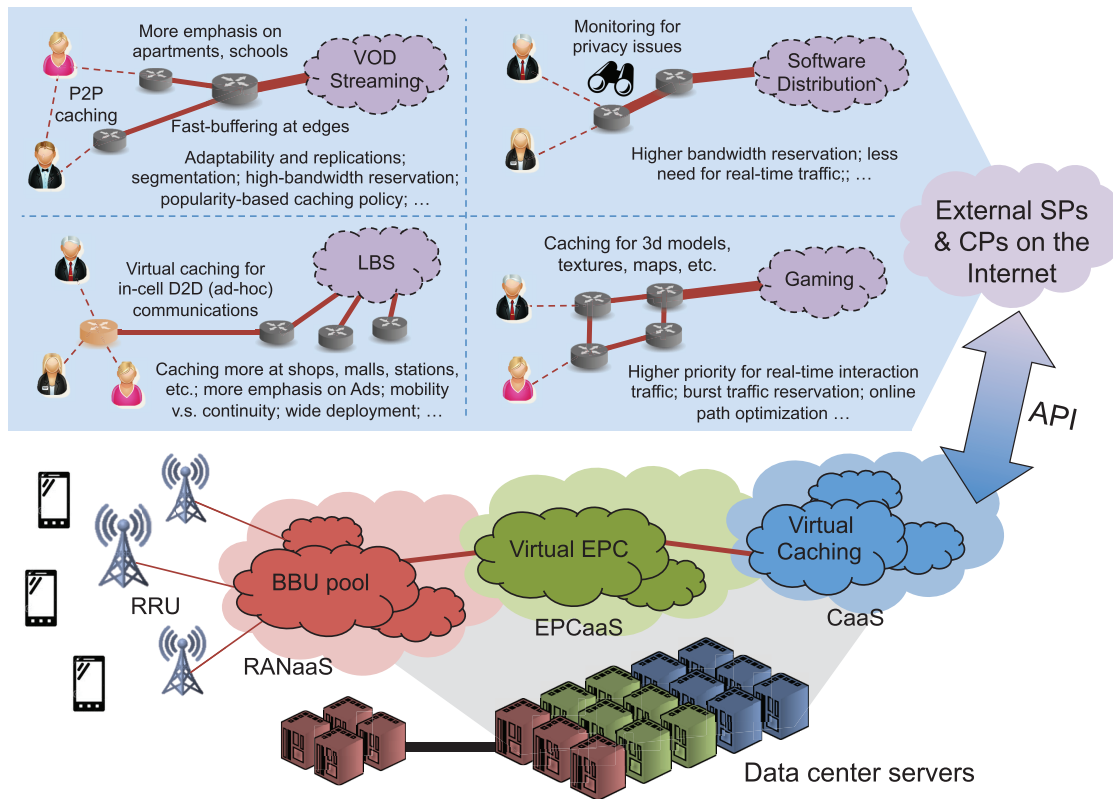 More emphasis on
apartments, schools
VOD
Streaming
P2P
caching
Fast-buffering at edges
Adaptability and replications;
segmentation; high-bandwidth reservation;
popularity-based caching policy; …
Monitoring for
privacy issues
Software
Distribution
Higher bandwidth reservation; less
need for real-time traffic;; …
External SPs
& CPs on the
Internet
Virtual caching for
in-cell D2D (ad-hoc)
communications
LBS
Caching more at shops, malls, stations,
etc.; more emphasis on Ads; mobility
v.s. continuity; wide deployment; …
Caching for 3d models,
textures, maps, etc.
Gaming
Higher priority for real-time interaction
traffic; burst traffic reservation; online
path optimization …
API
RRU
BBU pool
RANaaS
Virtual EPC
EPCaaS
Virtual
Caching
CaaS
Data center servers